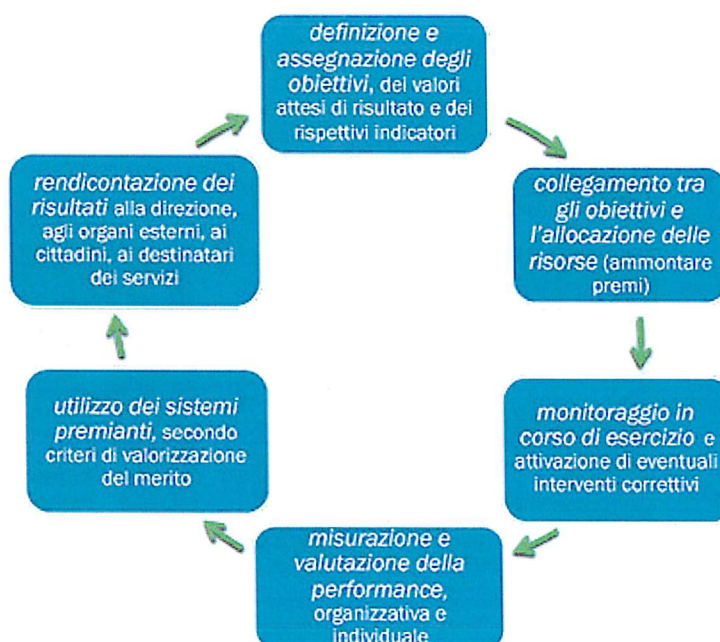 definizione e
assegnazione degli
obiettivi, dei valori
attesi di risultato e dei
rispettivi indicatori
collegamento tra
gli obiettivi e
l'allocazione delle
risorse (ammontare
premi)
monitoraggio in
corso di esercizio e
attivazione di eventuali
interventi correttivi
misurazione e
valutazione della
performance,
organizzativa e
individuale
utilizzo dei sistemi
premianti, secondo
criteri di valorizzazione
del merito
rendicontazione dei
risultati alla direzione,
agli organi esterni, ai
cittadini, ai destinatari
dei servizi